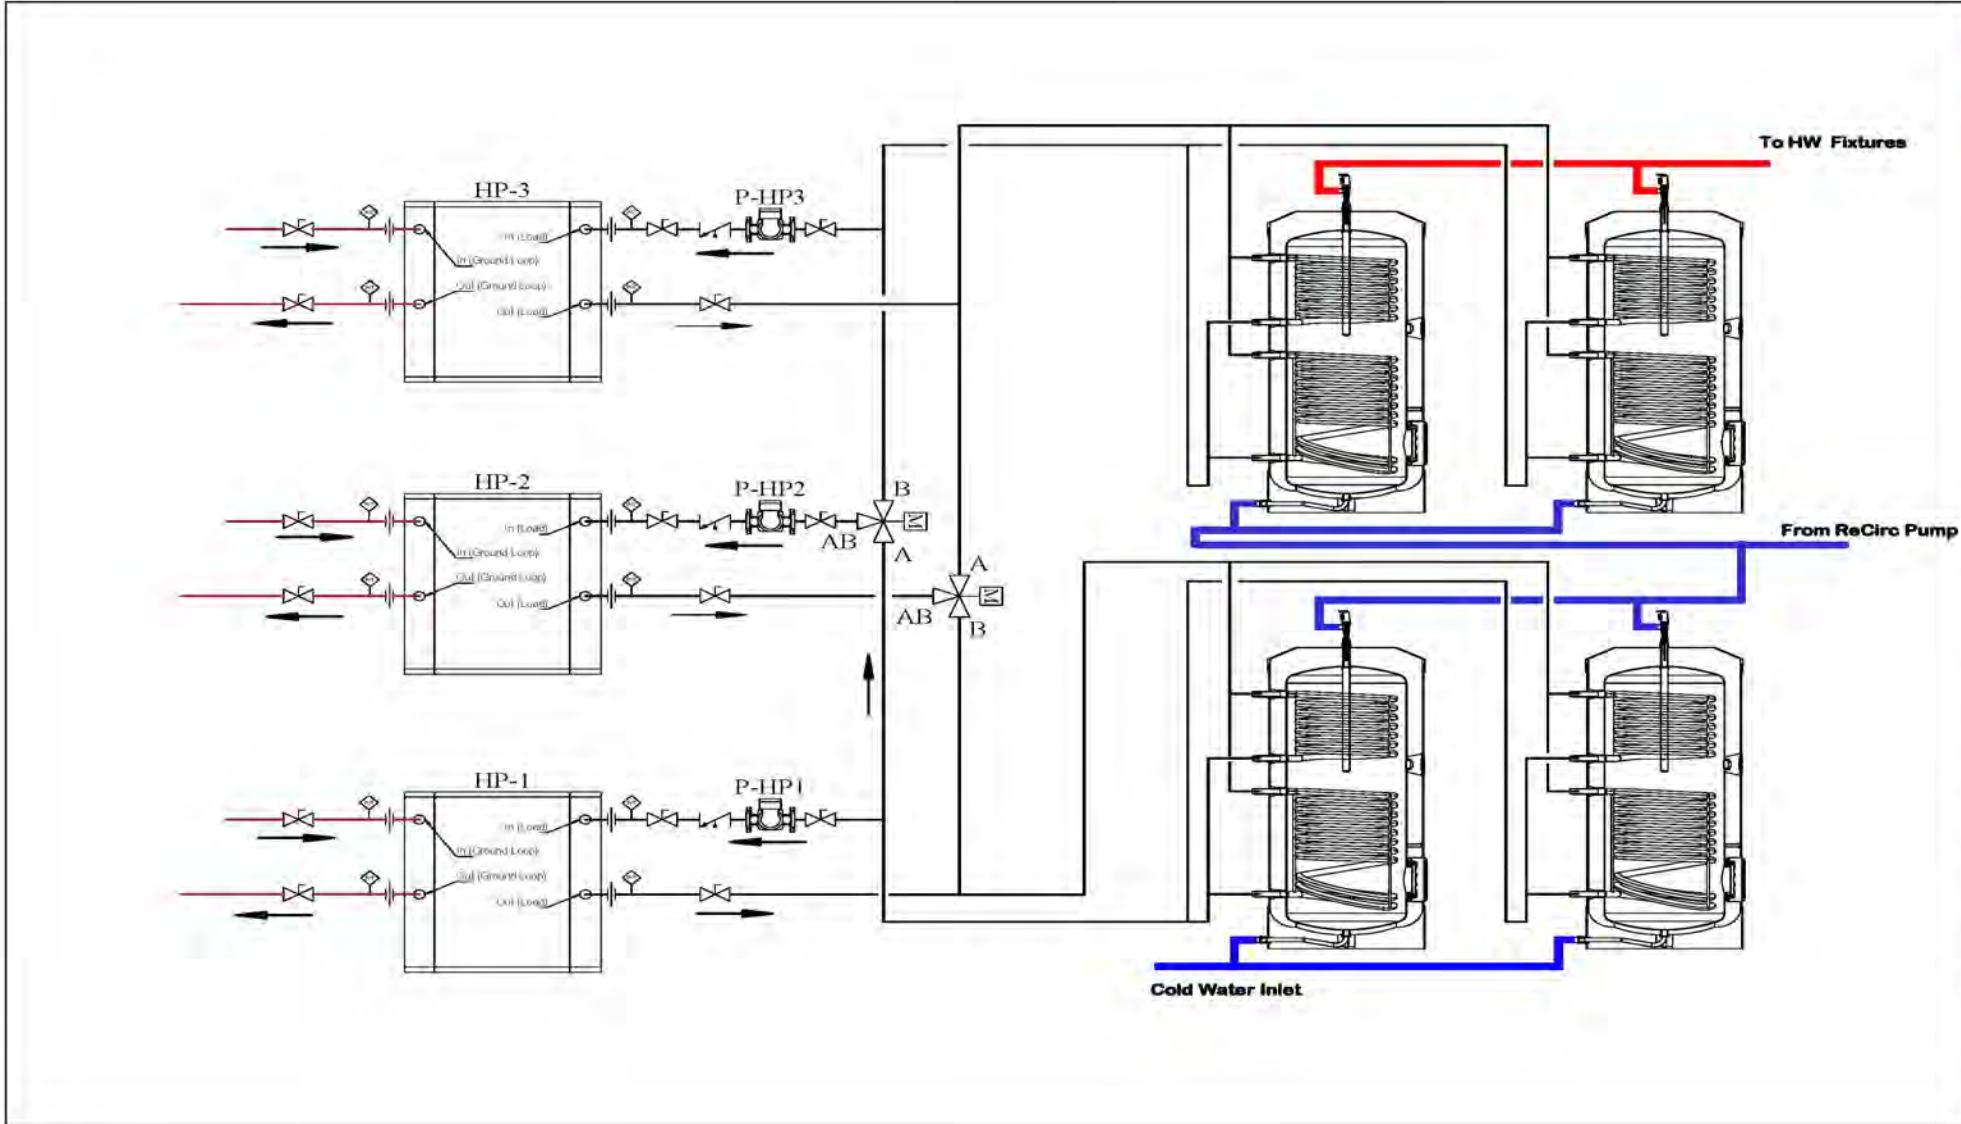 To HW Fixtures
HP-3
P-HP3
In (Load)
In (Ground Loop)
Out (Ground Loop)
Out (Load)
HP-2
P-HP2
B
M
In (Load)
AB
A
In (Ground Loop)
From ReCirc Pump
A
Out (Ground Loop)
M
Out (Load)
AB
B
HP-1
P-HP1
In (Load)
In (Ground Loop)
Out (Ground Loop)
Out (Load)
Cold Water Inlet